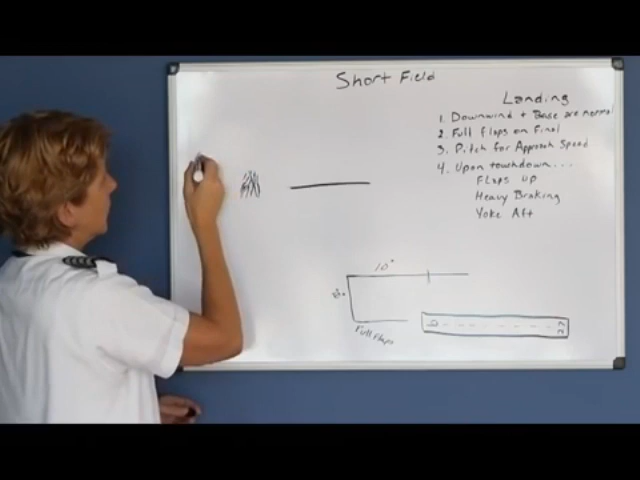 Short Field
Landing
1. Downwind + Base are normal
2. Full flaps on Final
3. Pitch for Approach Speed
4. Upon touchdown...
Flaps up
Heavy Braking
Yoke Aft
10°
Full flaps